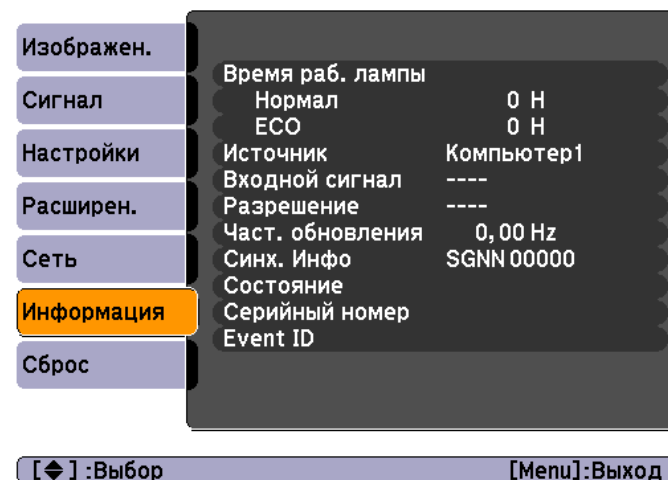 Изображен.
Сигнал
Настройки
Расширен.
Сеть
Информация
Сброс
Время раб. лампы
Нормал 0 H
ECO 0 H
Источник Компьютер1
Входной сигнал ----
Разрешение ----
Част. обновления 0,00 Hz
Синх. Инфо SGNN 00000
Состояние
Серийный номер
Event ID
[◆] :Выбор [Menu]:Выход